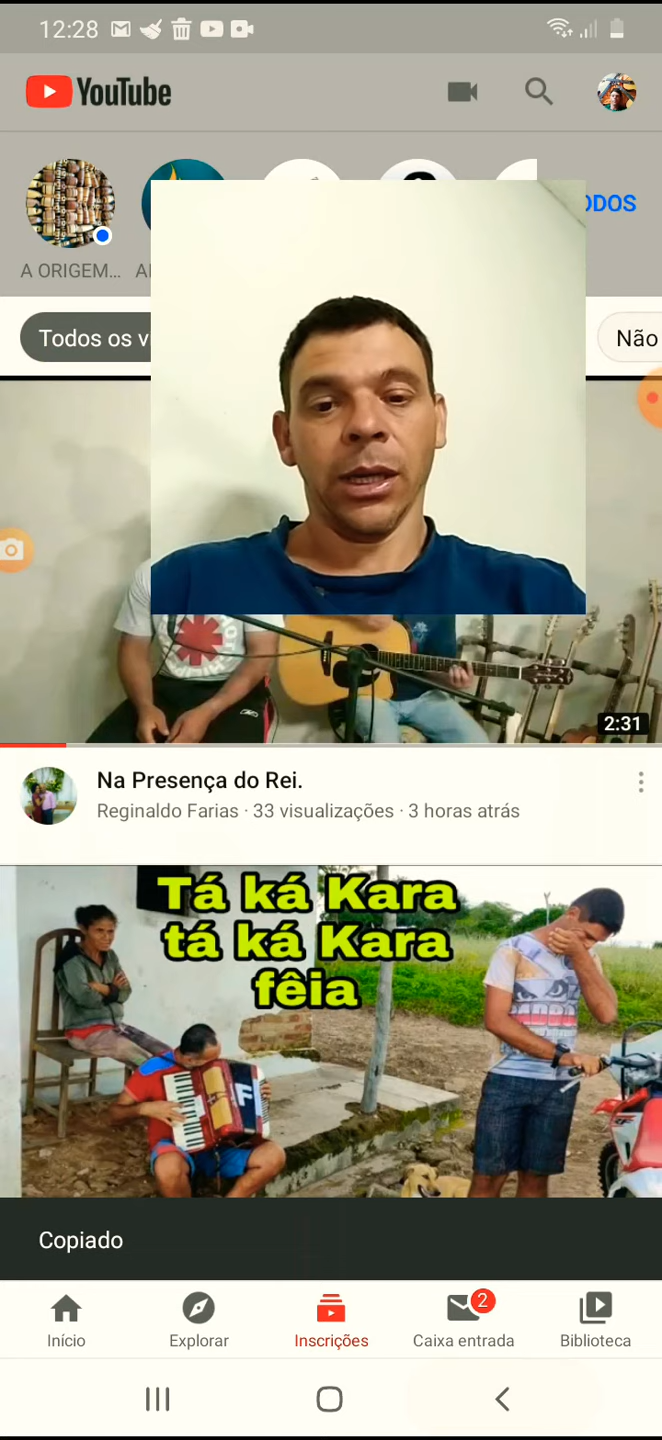 12:28
YouTube
ODOS
A ORIGEM...
Todos os v
Não
2:31
Na Presença do Rei.
Reginaldo Farias · 33 visualizações · 3 horas atrás
Tá ká Kara
tá ká Kara
fêia
Copiado
2
Início
Explorar
Inscrições
Caixa entrada
Biblioteca